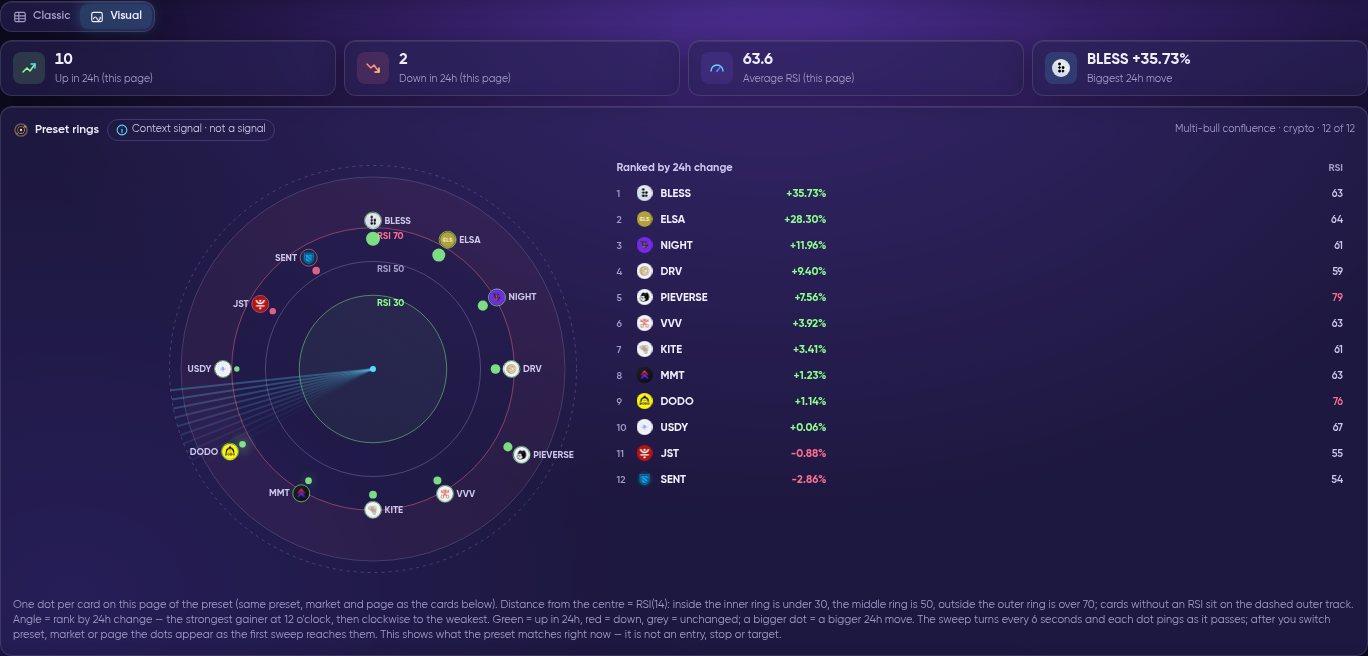 Classic
Visual
10
Up in 24h (this page)
2
Down in 24h (this page)
63.6
Average RSI (this page)
BLESS +35.73%
Biggest 24h move
Preset rings
Context signal · not a signal
Multi-bull confluence · crypto · 12 of 12
BLESS
RSI 70
ELSA
SENT
RSI 50
NIGHT
JST
RSI 30
USDY
DRV
DODO
PIEVERSE
MMT
VVV
KITE
Ranked by 24h change RSI
1 BLESS +35.73% 63
2 ELSA +28.30% 64
3 NIGHT +11.96% 61
4 DRV +9.40% 59
5 PIEVERSE +7.56% 79
6 VVV +3.92% 63
7 KITE +3.41% 61
8 MMT +1.23% 63
9 DODO +1.14% 76
10 USDY +0.06% 67
11 JST -0.88% 55
12 SENT -2.86% 54
One dot per card on this page of the preset (same preset, market and page as the cards below). Distance from the centre = RSI(14): inside the inner ring is under 30, the middle ring is 50, outside the outer ring is over 70; cards without an RSI sit on the dashed outer track.
Angle = rank by 24h change — the strongest gainer at 12 o'clock, then clockwise to the weakest. Green = up in 24h, red = down, grey = unchanged; a bigger dot = a bigger 24h move. The sweep turns every 6 seconds and each dot pings as it passes; after you switch
preset, market or page the dots appear as the first sweep reaches them. This shows what the preset matches right now — it is not an entry, stop or target.